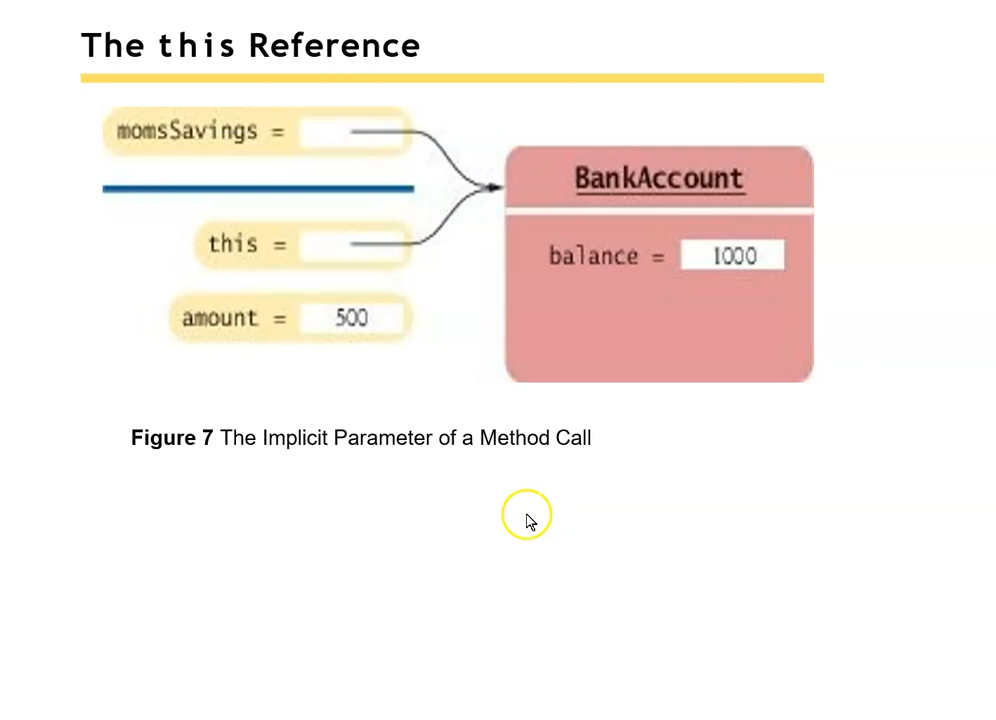 The this Reference
momsSavings =
BankAccount
this =
balance = 1000
amount = 500
Figure 7 The Implicit Parameter of a Method Call